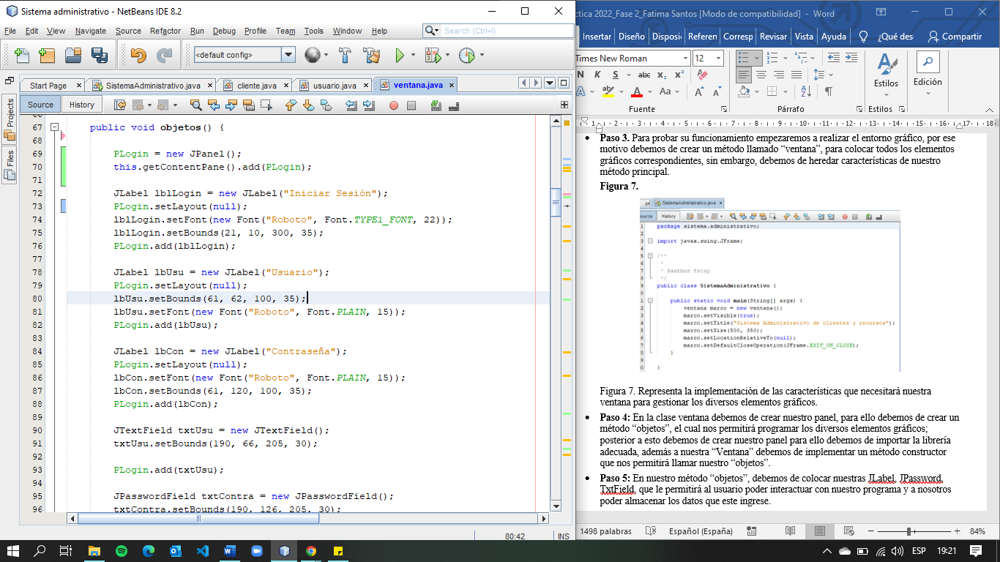 Sistema administrativo - NetBeans IDE 8.2
File Edit View Navigate Source Refactor Run Debug Profile Team Tools Window Help
Search (Ctrl+I)
<default config>
Start Page SistemaAdministrativo.java cliente.java usuario.java ventana.java
Source History
Projects
Files
67 public void objetos() {
68
69 PLogin = new JPanel();
70 this.getContentPane().add(PLogin);
71
72 JLabel lblLogin = new JLabel("Iniciar Sesión");
73 PLogin.setLayout(null);
74 lblLogin.setFont(new Font("Roboto", Font.TYPE1_FONT, 22));
75 lblLogin.setBounds(21, 10, 300, 35);
76 PLogin.add(lblLogin);
77
78 JLabel lbUsu = new JLabel("Usuario");
79 PLogin.setLayout(null);
80 lbUsu.setBounds(61, 62, 100, 35);
81 lbUsu.setFont(new Font("Roboto", Font.PLAIN, 15));
82 PLogin.add(lbUsu);
83
84 JLabel lbCon = new JLabel("Contraseña");
85 PLogin.setLayout(null);
86 lbCon.setFont(new Font("Roboto", Font.PLAIN, 15));
87 lbCon.setBounds(61, 120, 100, 35);
88 PLogin.add(lbCon);
89
90 JTextField txtUsu = new JTextField();
91 txtUsu.setBounds(190, 66, 205, 30);
92
93 PLogin.add(txtUsu);
94
95 JPasswordField txtContra = new JPasswordField();
96 txtContra.setBounds(190, 126, 205, 30);
80:42 INS
ctica 2022_Fase 2_Fatima Santos [Modo de compatibilidad] - Word
Insertar Diseño Disposi Referen Corresp Revisar Vista Ayuda ¿Qué des Compartir
Times New Roman 12
N K S abc x₂ x²
A aby A Aa A A
Estilos Edición
Fuente Párrafo Estilos
1 1 2 3 4 5 6 7 8 9 10 11 12 13 14 15 16 17 18
• Paso 3. Para probar su funcionamiento empezaremos a realizar el entorno gráfico, por ese
motivo debemos de crear un método llamado “ventana”, para colocar todos los elementos
gráficos correspondientes, sin embargo, debemos de heredar características de nuestro
método principal.
Figura 7.
SistemaAdministrativo.java
Source History
package sistema.administrativo;
import javax.swing.JFrame;
/**
*
* @author Fstep
*/
public class SistemaAdministrativo {
public static void main(String[] args) {
ventana marco = new ventana();
marco.setVisible(true);
marco.setTitle("Sistema Administrativo de clientes y recursos");
marco.setSize(500, 350);
marco.setLocationRelativeTo(null);
marco.setDefaultCloseOperation(JFrame.EXIT_ON_CLOSE);
}
}
Figura 7. Representa la implementación de las características que necesitará nuestra
ventana para gestionar los diversos elementos gráficos.
• Paso 4: En la clase ventana debemos de crear nuestro panel, para ello debemos de crear un
método “objetos”, el cual nos permitirá programar los diversos elementos gráficos;
posterior a esto debemos de crear nuestro panel para ello debemos de importar la librería
adecuada, además a nuestra “Ventana” debemos de implementar un método constructor
que nos permitirá llamar nuestro “objetos”.
• Paso 5: En nuestro método “objetos”, debemos de colocar nuestras JLabel. JPassword.
TxtField, que le permitirá al usuario poder interactuar con nuestro programa y a nosotros
poder almacenar los datos que este ingrese.
1498 palabras Español (España) 84%
ESP 19:21